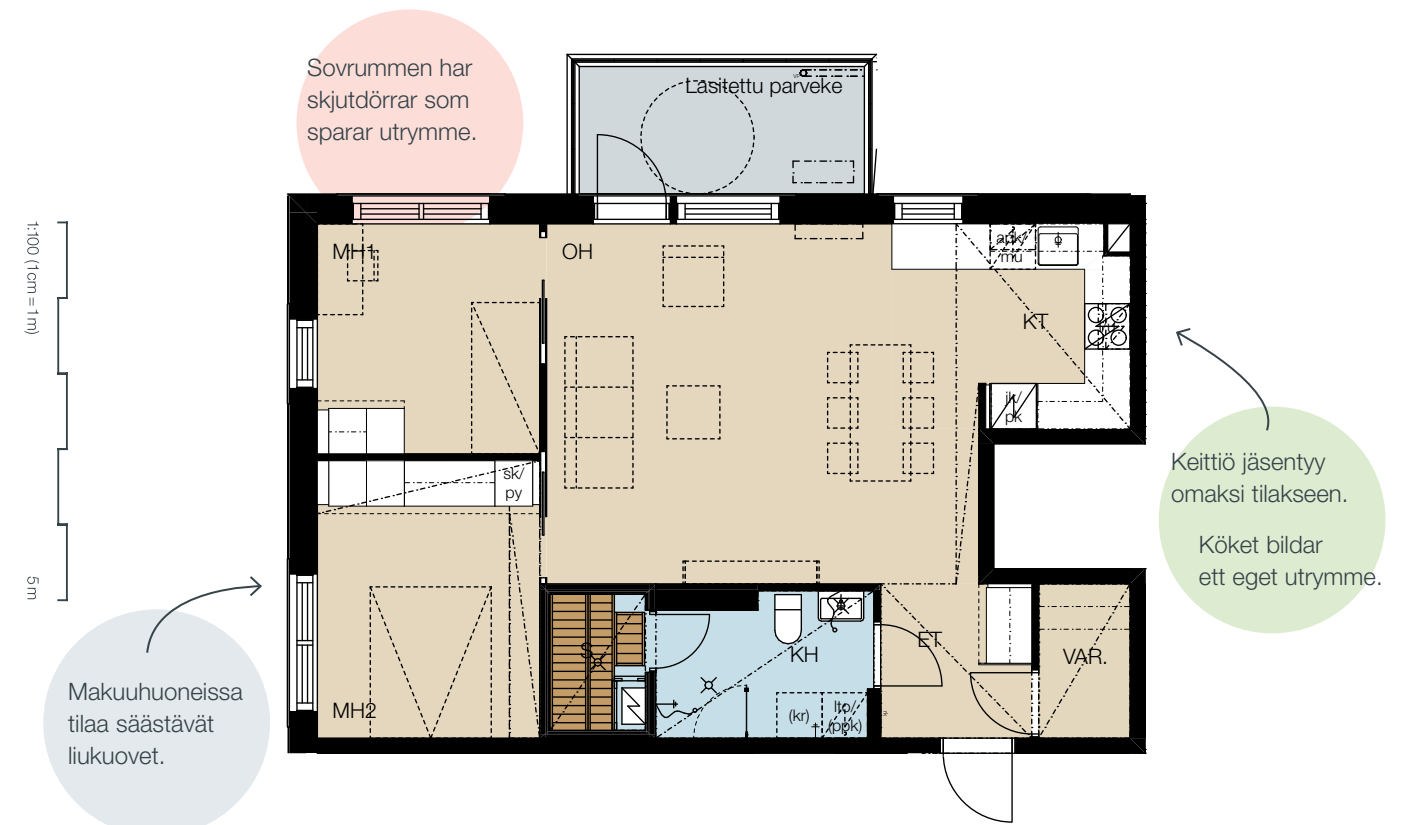 Sovrummen har
skjutdörrar som
sparar utrymme.
Lasitettu parveke
1:100 (1cm = 1m)
5 m
MH1
OH
apk/
mu
KT
jk/
pk
sk/
py
MH2
S
KH
(kr)
lto/
(ppk)
ET
VAR.
Keittiö jäsentyy
omaksi tilakseen.
Köket bildar
ett eget utrymme.
Makuuhuoneissa
tilaa säästävät
liukuovet.